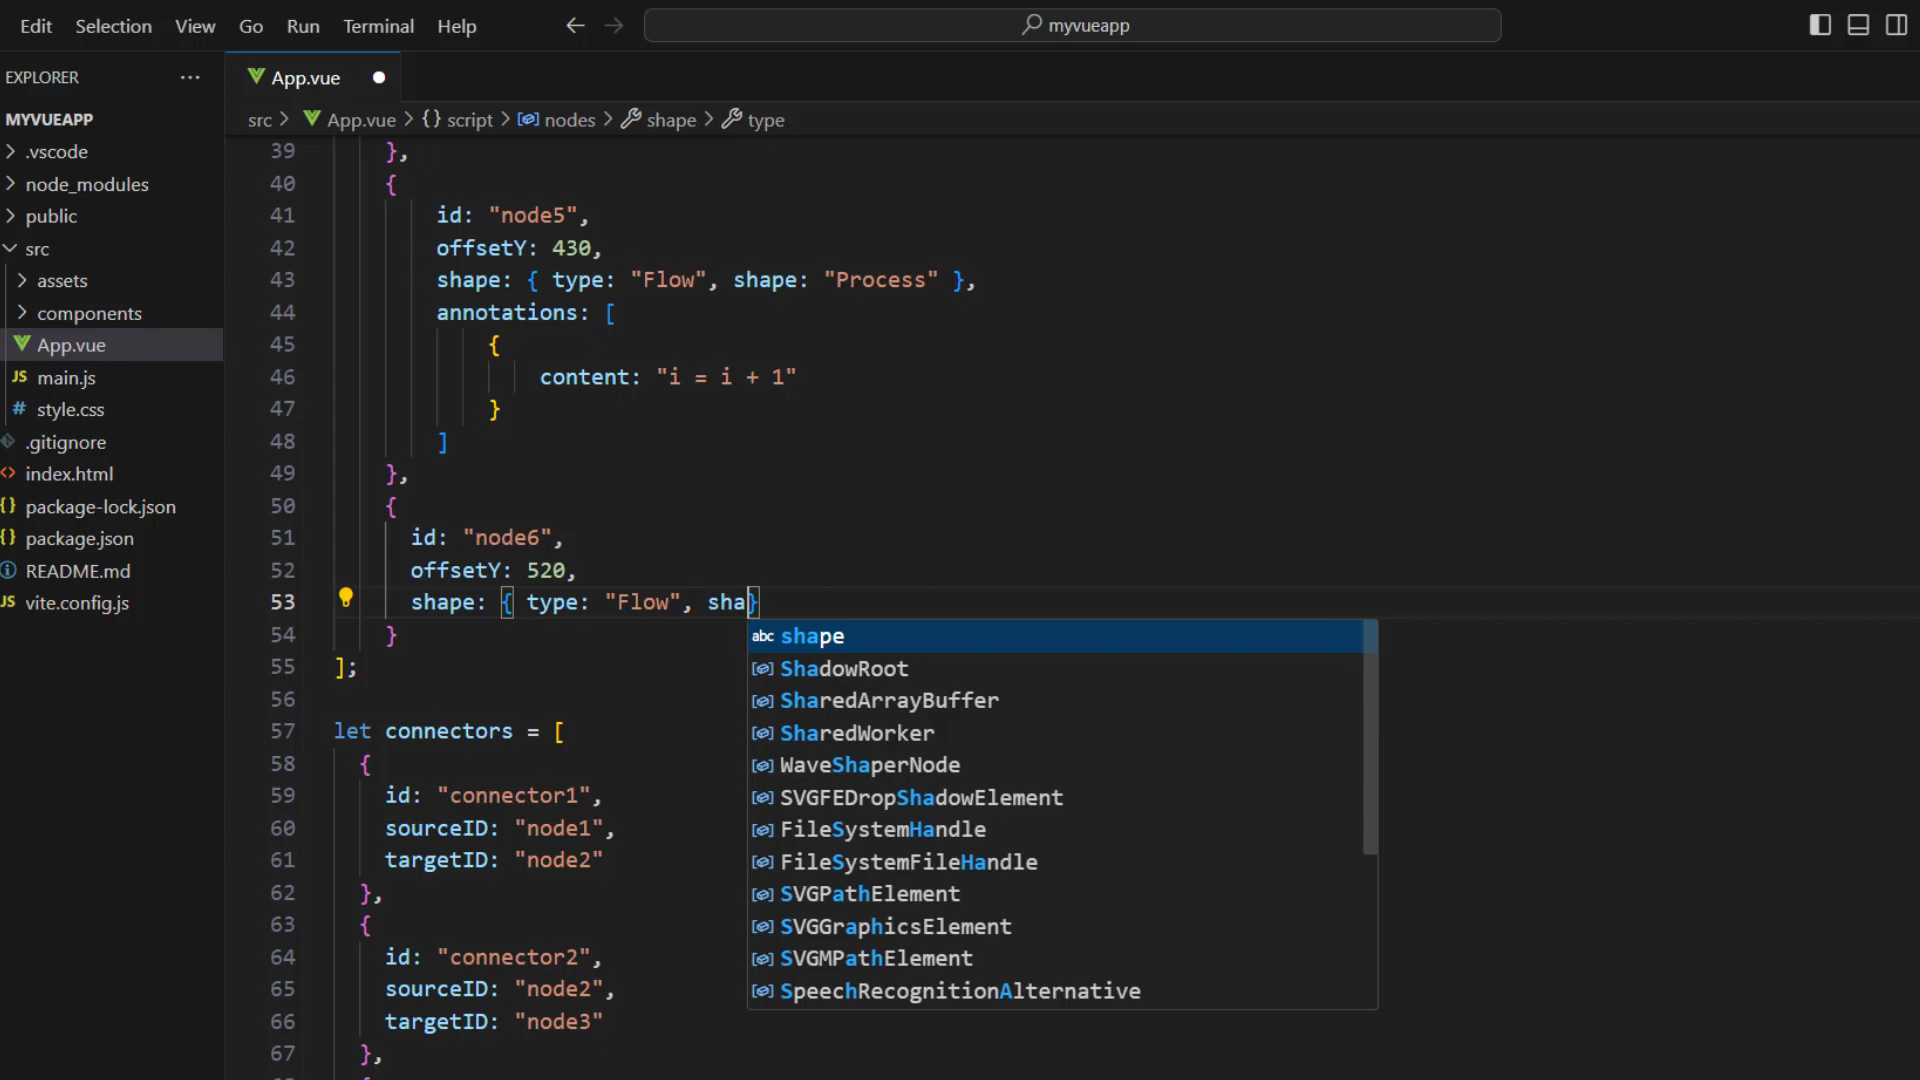 Edit Selection View Go Run Terminal Help myvueapp
EXPLORER ···
App.vue
MYVUEAPP
.vscode
node_modules
public
src
assets
components
App.vue
JS main.js
# style.css
.gitignore
<> index.html
{} package-lock.json
{} package.json
README.md
JS vite.config.js
src > App.vue > {} script > nodes > shape > type
39 },
40 {
41 id: "node5",
42 offsetY: 430,
43 shape: { type: "Flow", shape: "Process" },
44 annotations: [
45 {
46 content: "i = i + 1"
47 }
48 ]
49 },
50 {
51 id: "node6",
52 offsetY: 520,
53 shape: { type: "Flow", sha}
54 }
55 ];
56
57 let connectors = [
58 {
59 id: "connector1",
60 sourceID: "node1",
61 targetID: "node2"
62 },
63 {
64 id: "connector2",
65 sourceID: "node2",
66 targetID: "node3"
67 },
abc shape
ShadowRoot
SharedArrayBuffer
SharedWorker
WaveShaperNode
SVGFEDropShadowElement
FileSystemHandle
FileSystemFileHandle
SVGPathElement
SVGGraphicsElement
SVGMPathElement
SpeechRecognitionAlternative